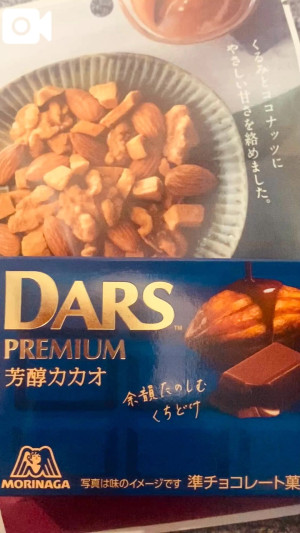 くるみとココナッツに
やさしい甘さを絡めました。
DARS™
PREMIUM
芳醇カカオ
余韻たのしむ
くちどけ
MORINAGA
写真は味のイメージです
準チョコレート菓